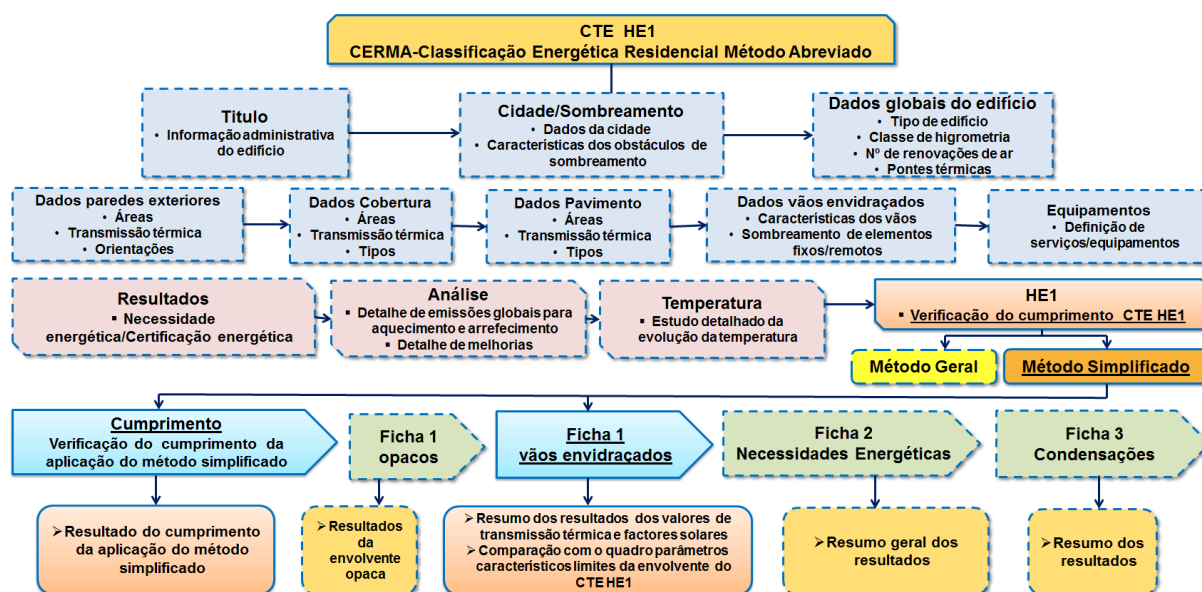 CTE HE1
CERMA-Classificação Energética Residencial Método Abreviado
Titulo
• Informação administrativa
do edifício
Cidade/Sombreamento
• Dados da cidade
• Características dos obstáculos de
sombreamento
Dados globais do edifício
• Tipo de edifício
• Classe de higrometria
• Nº de renovações de ar
• Pontes térmicas
Dados paredes exteriores
• Áreas
• Transmissão térmica
• Orientações
Dados Cobertura
• Áreas
• Transmissão térmica
• Tipos
Dados Pavimento
• Áreas
• Transmissão térmica
• Tipos
Dados vãos envidraçados
• Características dos vãos
• Sombreamento de elementos
fixos/remotos
Equipamentos
• Definição de
serviços/equipamentos
Resultados
▪ Necessidade
energética/Certificação energética
Análise
▪ Detalhe de emissões globais para
aquecimento e arrefecimento
▪ Detalhe de melhorias
Temperatura
▪ Estudo detalhado da
evolução da temperatura
HE1
▪ Verificação do cumprimento CTE HE1
Método Geral
Método Simplificado
Cumprimento
Verificação do cumprimento da
aplicação do método simplificado
Ficha 1
opacos
Ficha 1
vãos envidraçados
Ficha 2
Necessidades Energéticas
Ficha 3
Condensações
➢ Resultado do cumprimento
da aplicação do método
simplificado
➢ Resultados
da
envolvente
opaca
➢ Resumo dos resultados dos valores de
transmissão térmica e factores solares
➢ Comparação com o quadro parâmetros
característicos limites da envolvente do
CTE HE1
➢ Resumo geral dos
resultados
➢ Resumo dos
resultados